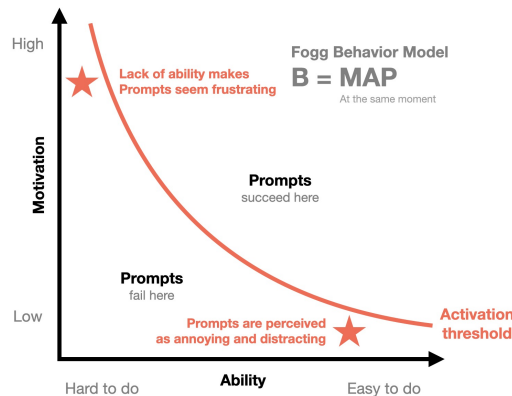 High
Fogg Behavior Model
B = MAP
At the same moment
Lack of ability makes
Prompts seem frustrating
Motivation
Prompts
succeed here
Prompts
fail here
Low
Prompts are perceived
as annoying and distracting
Activation
threshold
Hard to do
Ability
Easy to do